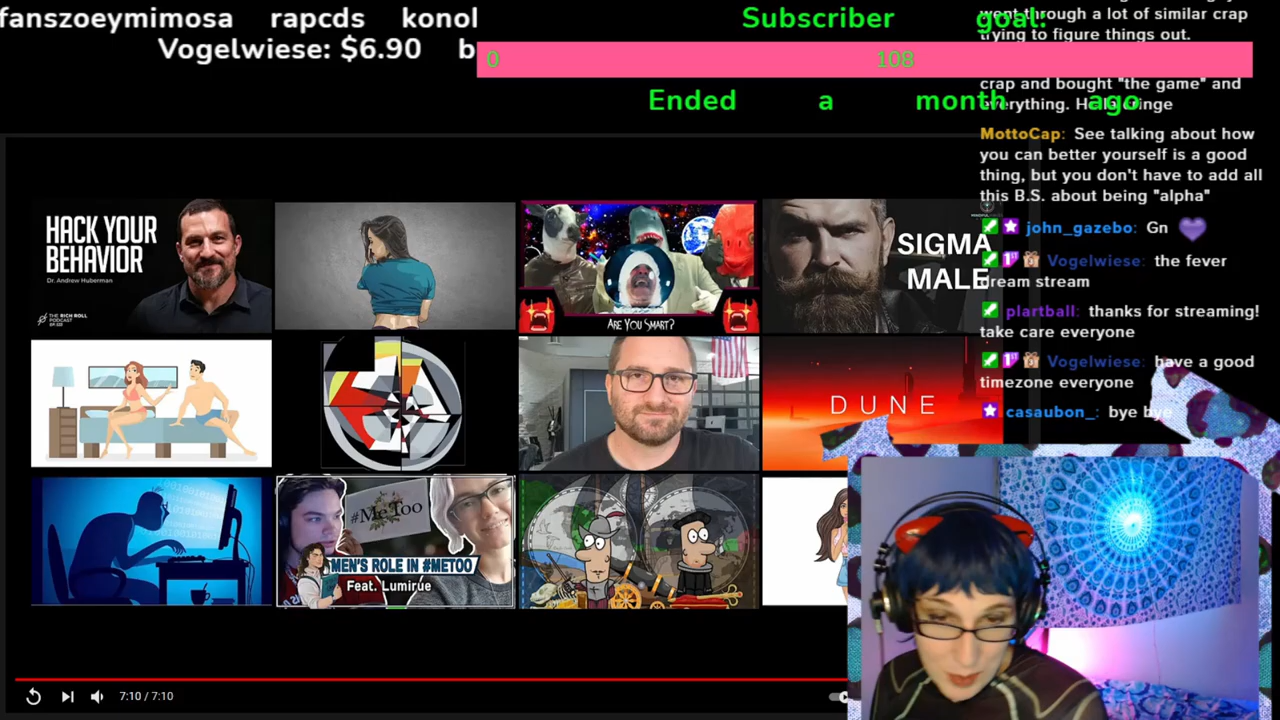 fanszoeymimosa rapcds konol
Vogelwiese: $6.90 b
Subscriber goal:
0 108
Ended a month ago
went through a lot of similar crap
trying to figure things out.
crap and bought "the game" and
everything.
MottoCap: See talking about how
you can better yourself is a good
thing, but you don't have to add all
this B.S. about being "alpha"
john_gazebo: Gn
Vogelwiese: the fever
dream stream
plartball: thanks for streaming!
take care everyone
Vogelwiese: have a good
timezone everyone
casaubon_: bye bye
HACK YOUR
BEHAVIOR
Dr. Andrew Huberman
THE RICH ROLL
PODCAST
ARE YOU SMART?
SIGMA
MALE
DUNE
#MeToo
MEN'S ROLE IN #METOO
Feat. Lumirue
7:10 / 7:10